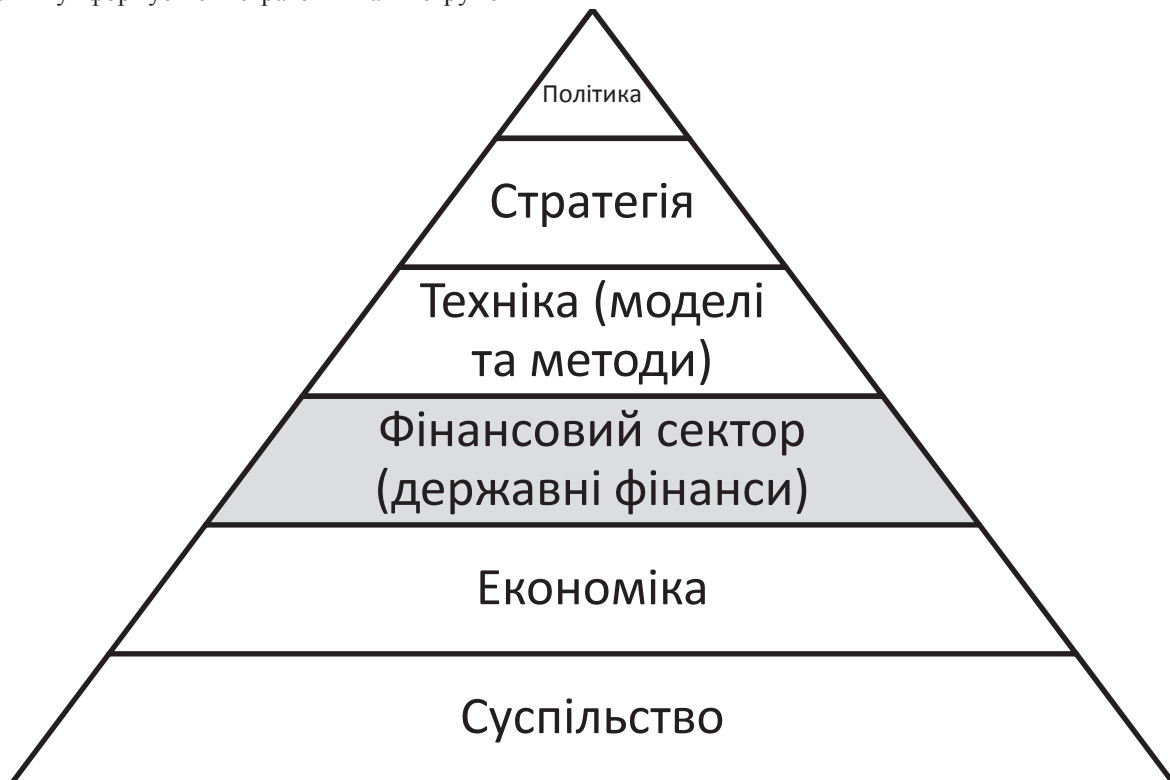 Політика
Стратегія
Техніка (моделі
та методи)
Фінансовий сектор
(державні фінанси)
Економіка
Суспільство